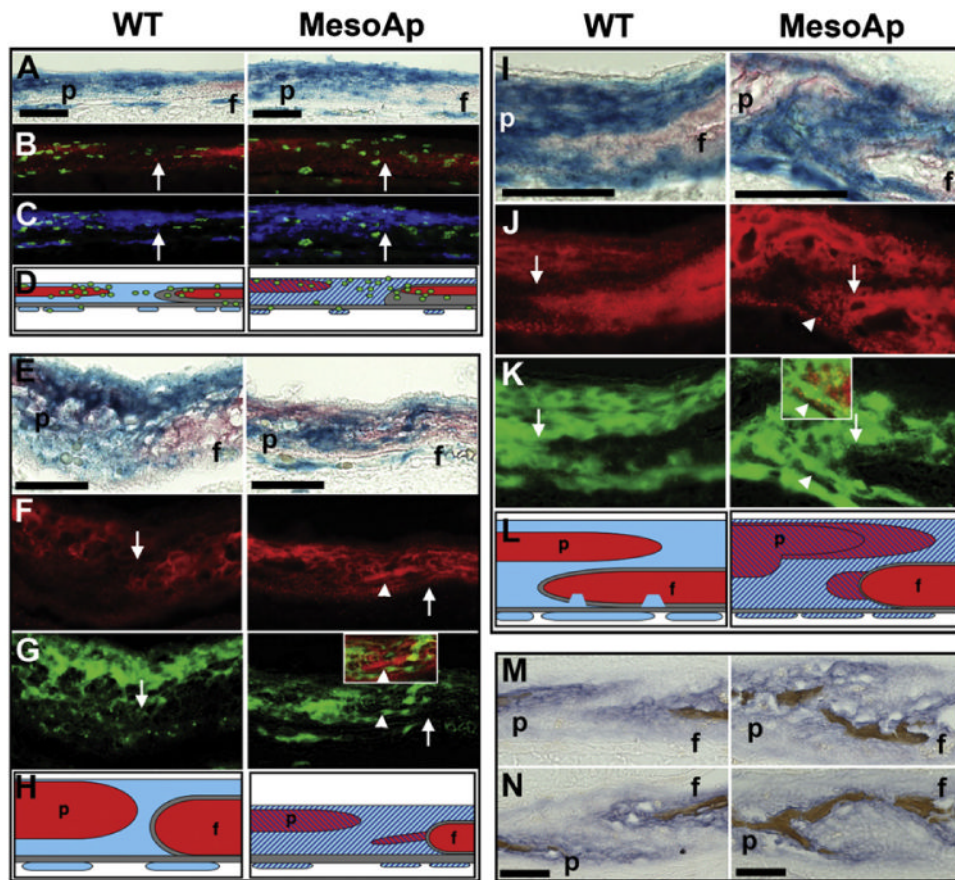 WT MesoAp
A p f p f
B
C
D
E p f p f
F
G
H p f p f
WT MesoAp
I p f p f
J
K
L p f p f
M p f p f
N p f p f